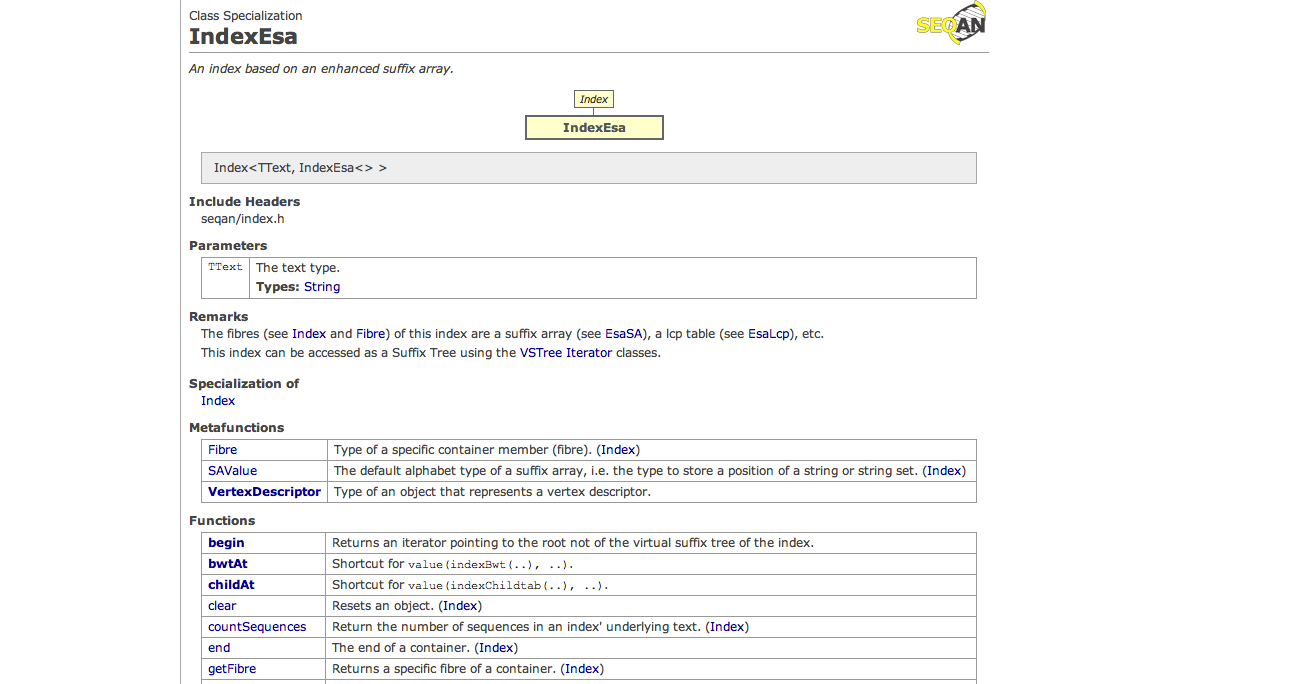 Class Specialization
SEQAN
IndexEsa
An index based on an enhanced suffix array.
Index
IndexEsa
Index<TText, IndexEsa<> >
Include Headers
seqan/index.h
Parameters
TText The text type.
Types: String
Remarks
The fibres (see Index and Fibre) of this index are a suffix array (see EsaSA), a lcp table (see EsaLcp), etc.
This index can be accessed as a Suffix Tree using the VSTree Iterator classes.
Specialization of
Index
Metafunctions
Fibre Type of a specific container member (fibre). (Index)
SAValue The default alphabet type of a suffix array, i.e. the type to store a position of a string or string set. (Index)
VertexDescriptor Type of an object that represents a vertex descriptor.
Functions
begin Returns an iterator pointing to the root not of the virtual suffix tree of the index.
bwtAt Shortcut for value(indexBwt(..), ..).
childAt Shortcut for value(indexChildtab(..), ..).
clear Resets an object. (Index)
countSequences Return the number of sequences in an index' underlying text. (Index)
end The end of a container. (Index)
getFibre Returns a specific fibre of a container. (Index)